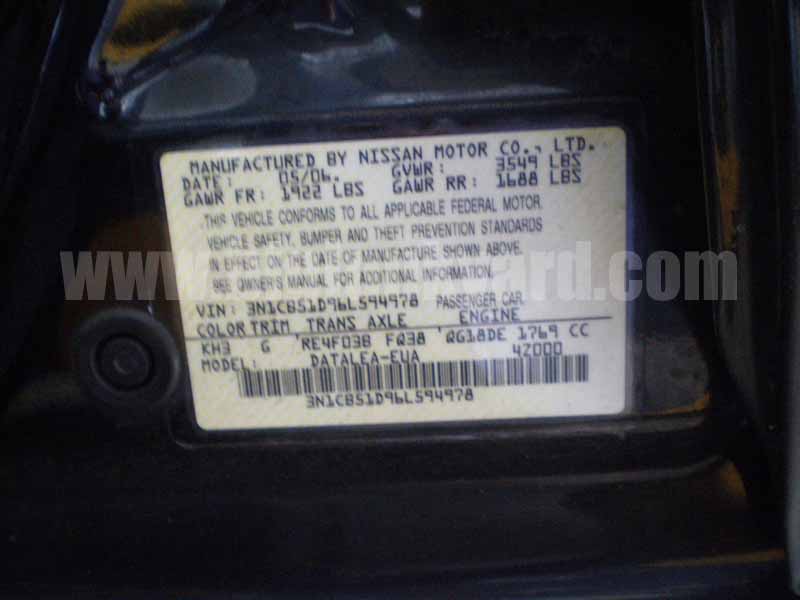 MANUFACTURED BY NISSAN MOTOR CO., LTD.
DATE: 05/06. GVWR: 3549 LBS
GAWR FR: 1922 LBS GAWR RR: 1688 LBS
THIS VEHICLE CONFORMS TO ALL APPLICABLE FEDERAL MOTOR
VEHICLE SAFETY, BUMPER AND THEFT PREVENTION STANDARDS
IN EFFECT ON THE DATE OF MANUFACTURE SHOWN ABOVE.
SEE OWNER'S MANUAL FOR ADDITIONAL INFORMATION.
VIN: 3N1CB51D96L594978 PASSENGER CAR
COLOR TRIM TRANS AXLE ENGINE
KH3 G RE4F03B FQ38 QG18DE 1769 CC
MODEL: DATALEA-EUA 4Z000
3N1CB51D96L594978